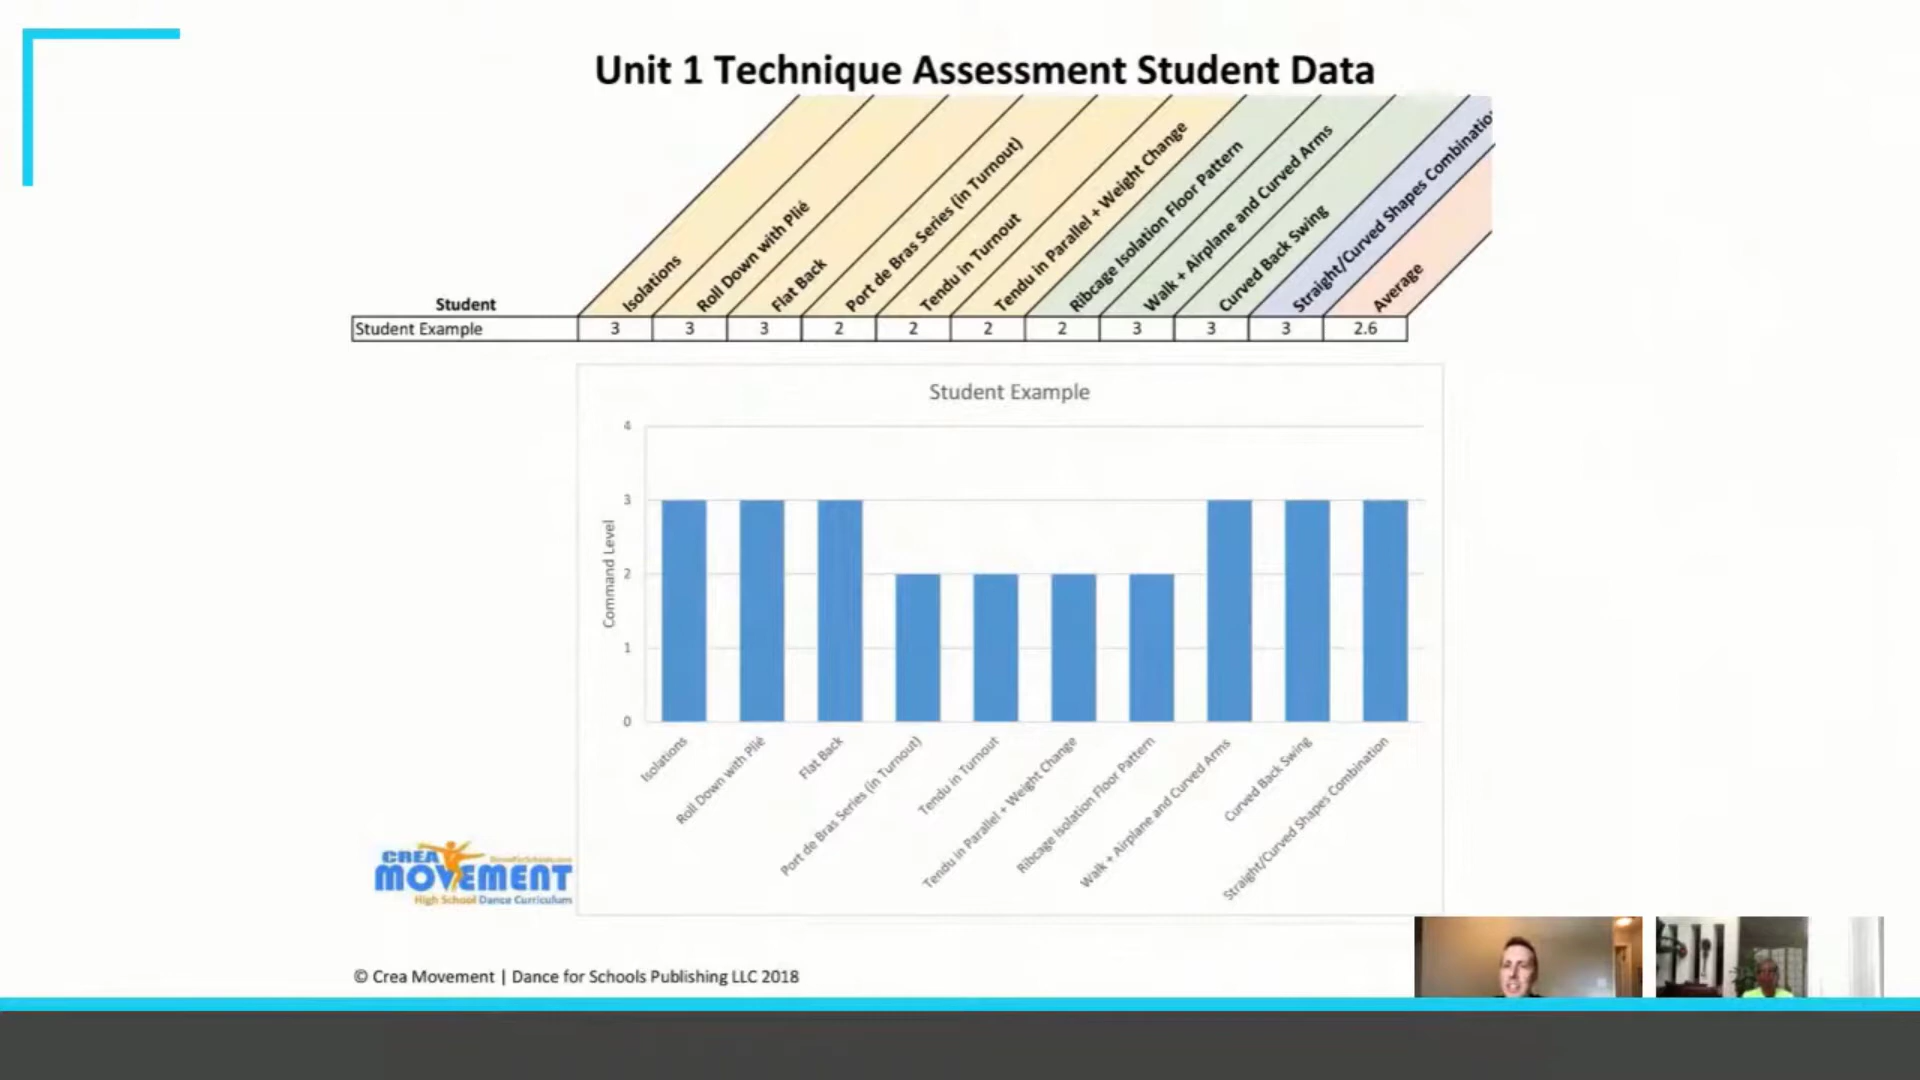 Unit 1 Technique Assessment Student Data
Student
Isolations
Roll Down with Plié
Flat Back
Port de Bras Series (in Turnout)
Tendu in Turnout
Tendu in Parallel + Weight Change
Ribcage Isolation Floor Pattern
Walk + Airplane and Curved Arms
Curved Back Swing
Straight/Curved Shapes Combination
Average
Student Example 3 3 3 2 2 2 2 3 3 3 2.6
Student Example
4
3
2
1
0
Command Level
Isolations
Roll Down with Plié
Flat Back
Port de Bras Series (in Turnout)
Tendu in Turnout
Tendu in Parallel + Weight Change
Ribcage Isolation Floor Pattern
Walk + Airplane and Curved Arms
Curved Back Swing
Straight/Curved Shapes Combination
CREA
DanceForSchools.com
MOVEMENT
High School Dance Curriculum
© Crea Movement | Dance for Schools Publishing LLC 2018